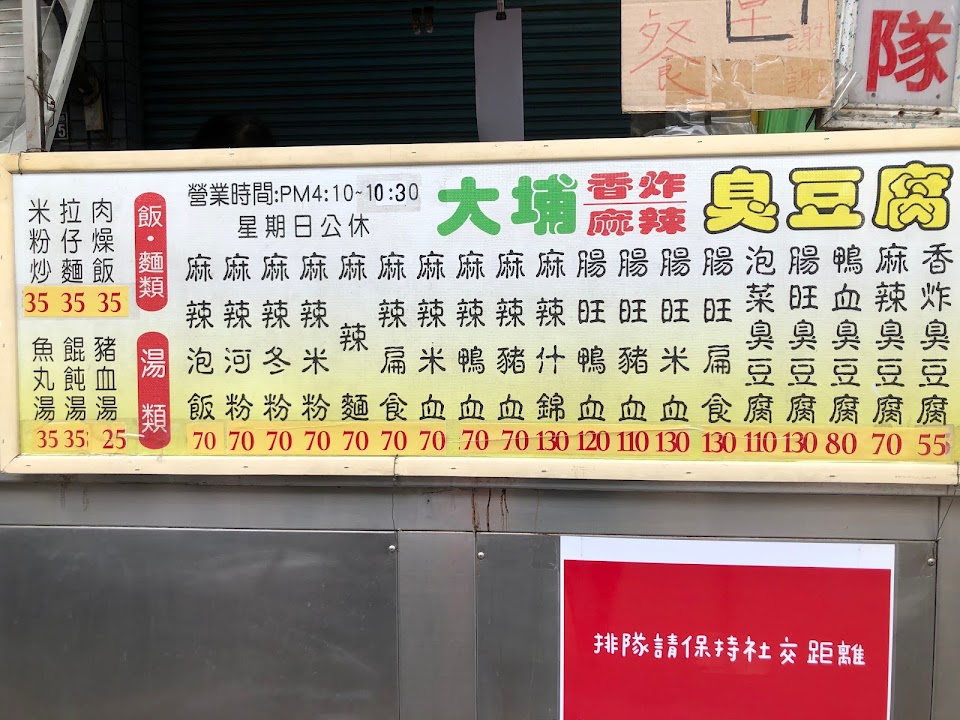 餐
謝謝
隊
5
營業時間:PM4:10~10:30
星期日公休
大埔 香炸 麻辣 臭豆腐
香炸臭豆腐 55
麻辣臭豆腐 70
鴨血臭豆腐 80
腸旺臭豆腐 130
泡菜臭豆腐 110
腸旺扁食 130
腸旺米血 130
腸旺豬血 110
腸旺鴨血 120
麻辣什錦 130
麻辣豬血 70
麻辣鴨血 70
麻辣米血 70
麻辣扁食 70
麻辣麵 70
麻辣米粉 70
麻辣冬粉 70
麻辣河粉 70
麻辣泡飯 70
飯·麵類
肉燥飯 35
拉仔麵 35
米粉炒 35
湯類
豬血湯 25
餛飩湯 35
魚丸湯 35
排隊請保持社交距離